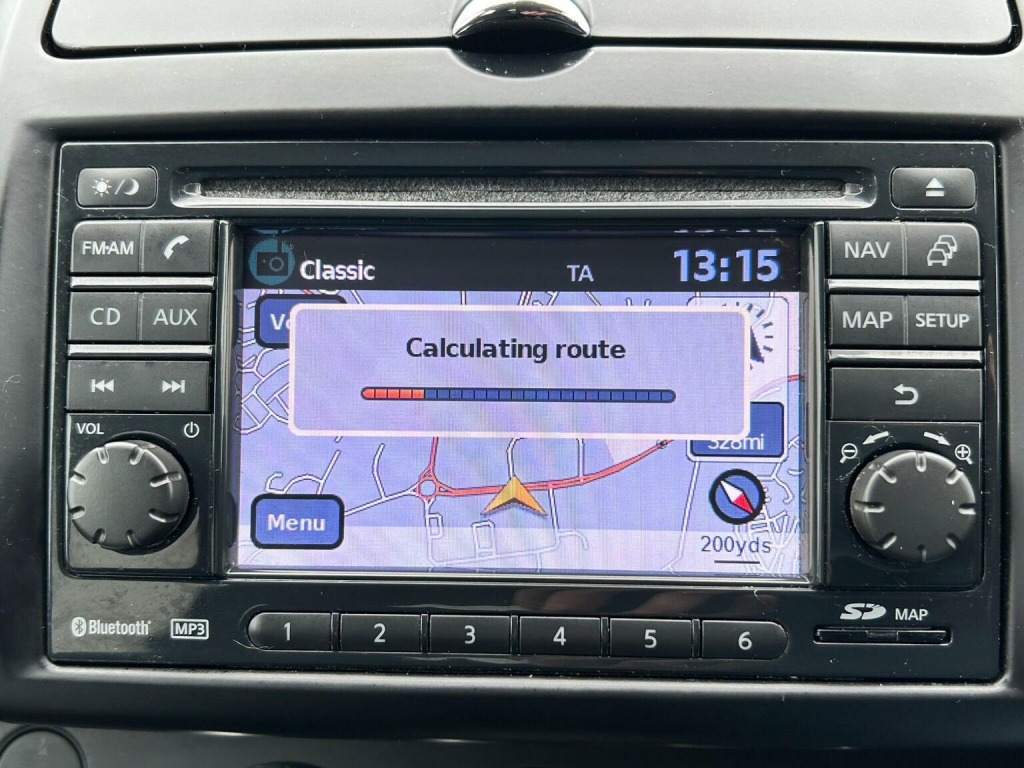 FM·AM
NAV
Classic TA 13:15
CD AUX
MAP SETUP
Calculating route
VOL
328mi
Menu
200yds
Bluetooth MP3
1 2 3 4 5 6
SD MAP